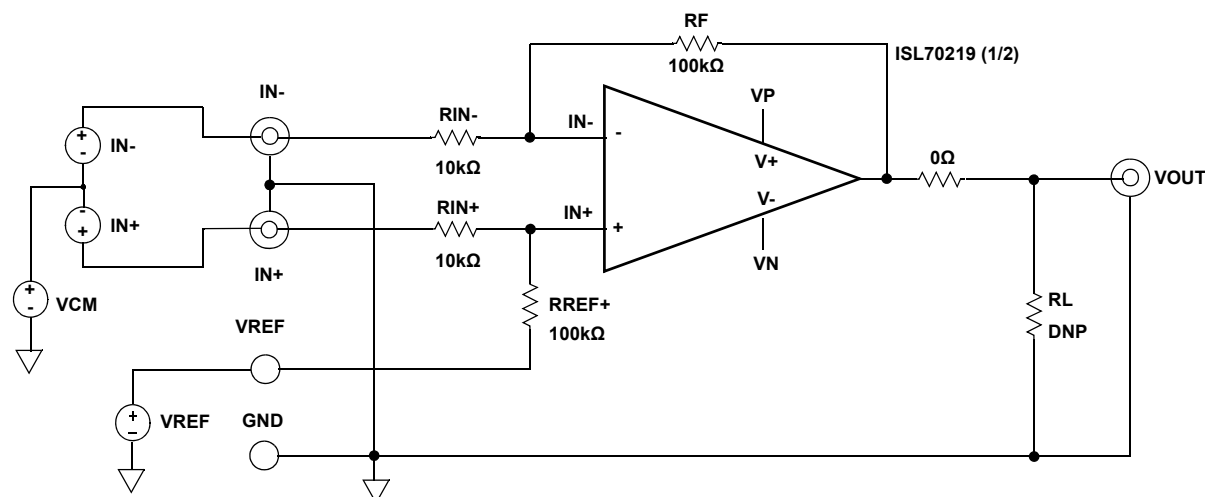 RF
100kΩ
ISL70219 (1/2)
IN-
VP
RIN-
IN-
-
+
-
IN-
10kΩ
V+
0Ω
VOUT
-
+
IN+
RIN+
IN+
+
V-
10kΩ
VN
IN+
+
-
VCM
RREF+
100kΩ
RL
DNP
VREF
+
-
VREF
GND